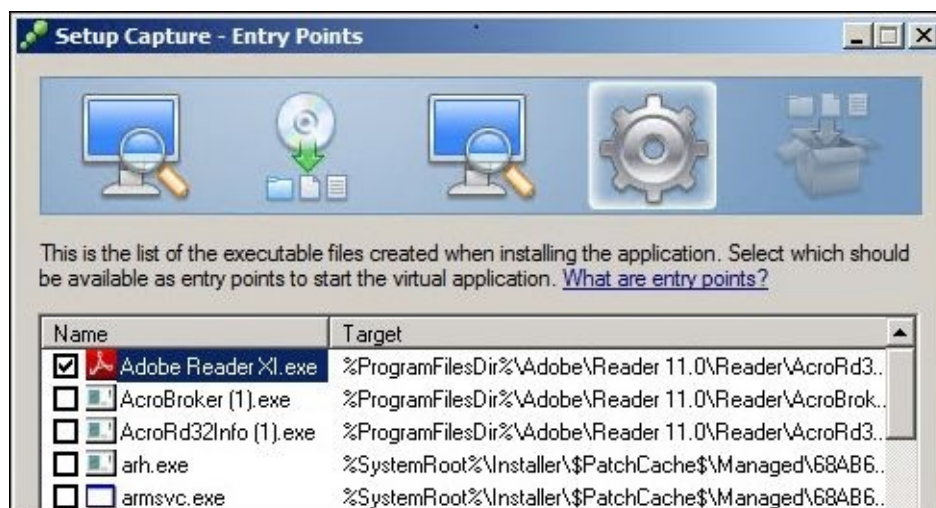 Setup Capture - Entry Points
This is the list of the executable files created when installing the application. Select which should
be available as entry points to start the virtual application. What are entry points?
Name Target
Adobe Reader XI.exe %ProgramFilesDir%\Adobe\Reader 11.0\Reader\AcroRd3..
AcroBroker (1).exe %ProgramFilesDir%\Adobe\Reader 11.0\Reader\AcroBrok..
AcroRd32Info (1).exe %ProgramFilesDir%\Adobe\Reader 11.0\Reader\AcroRd3..
arh.exe %SystemRoot%\Installer\$PatchCache$\Managed\68AB6..
armsvc.exe %SystemRoot%\Installer\$PatchCache$\Managed\68AB6..